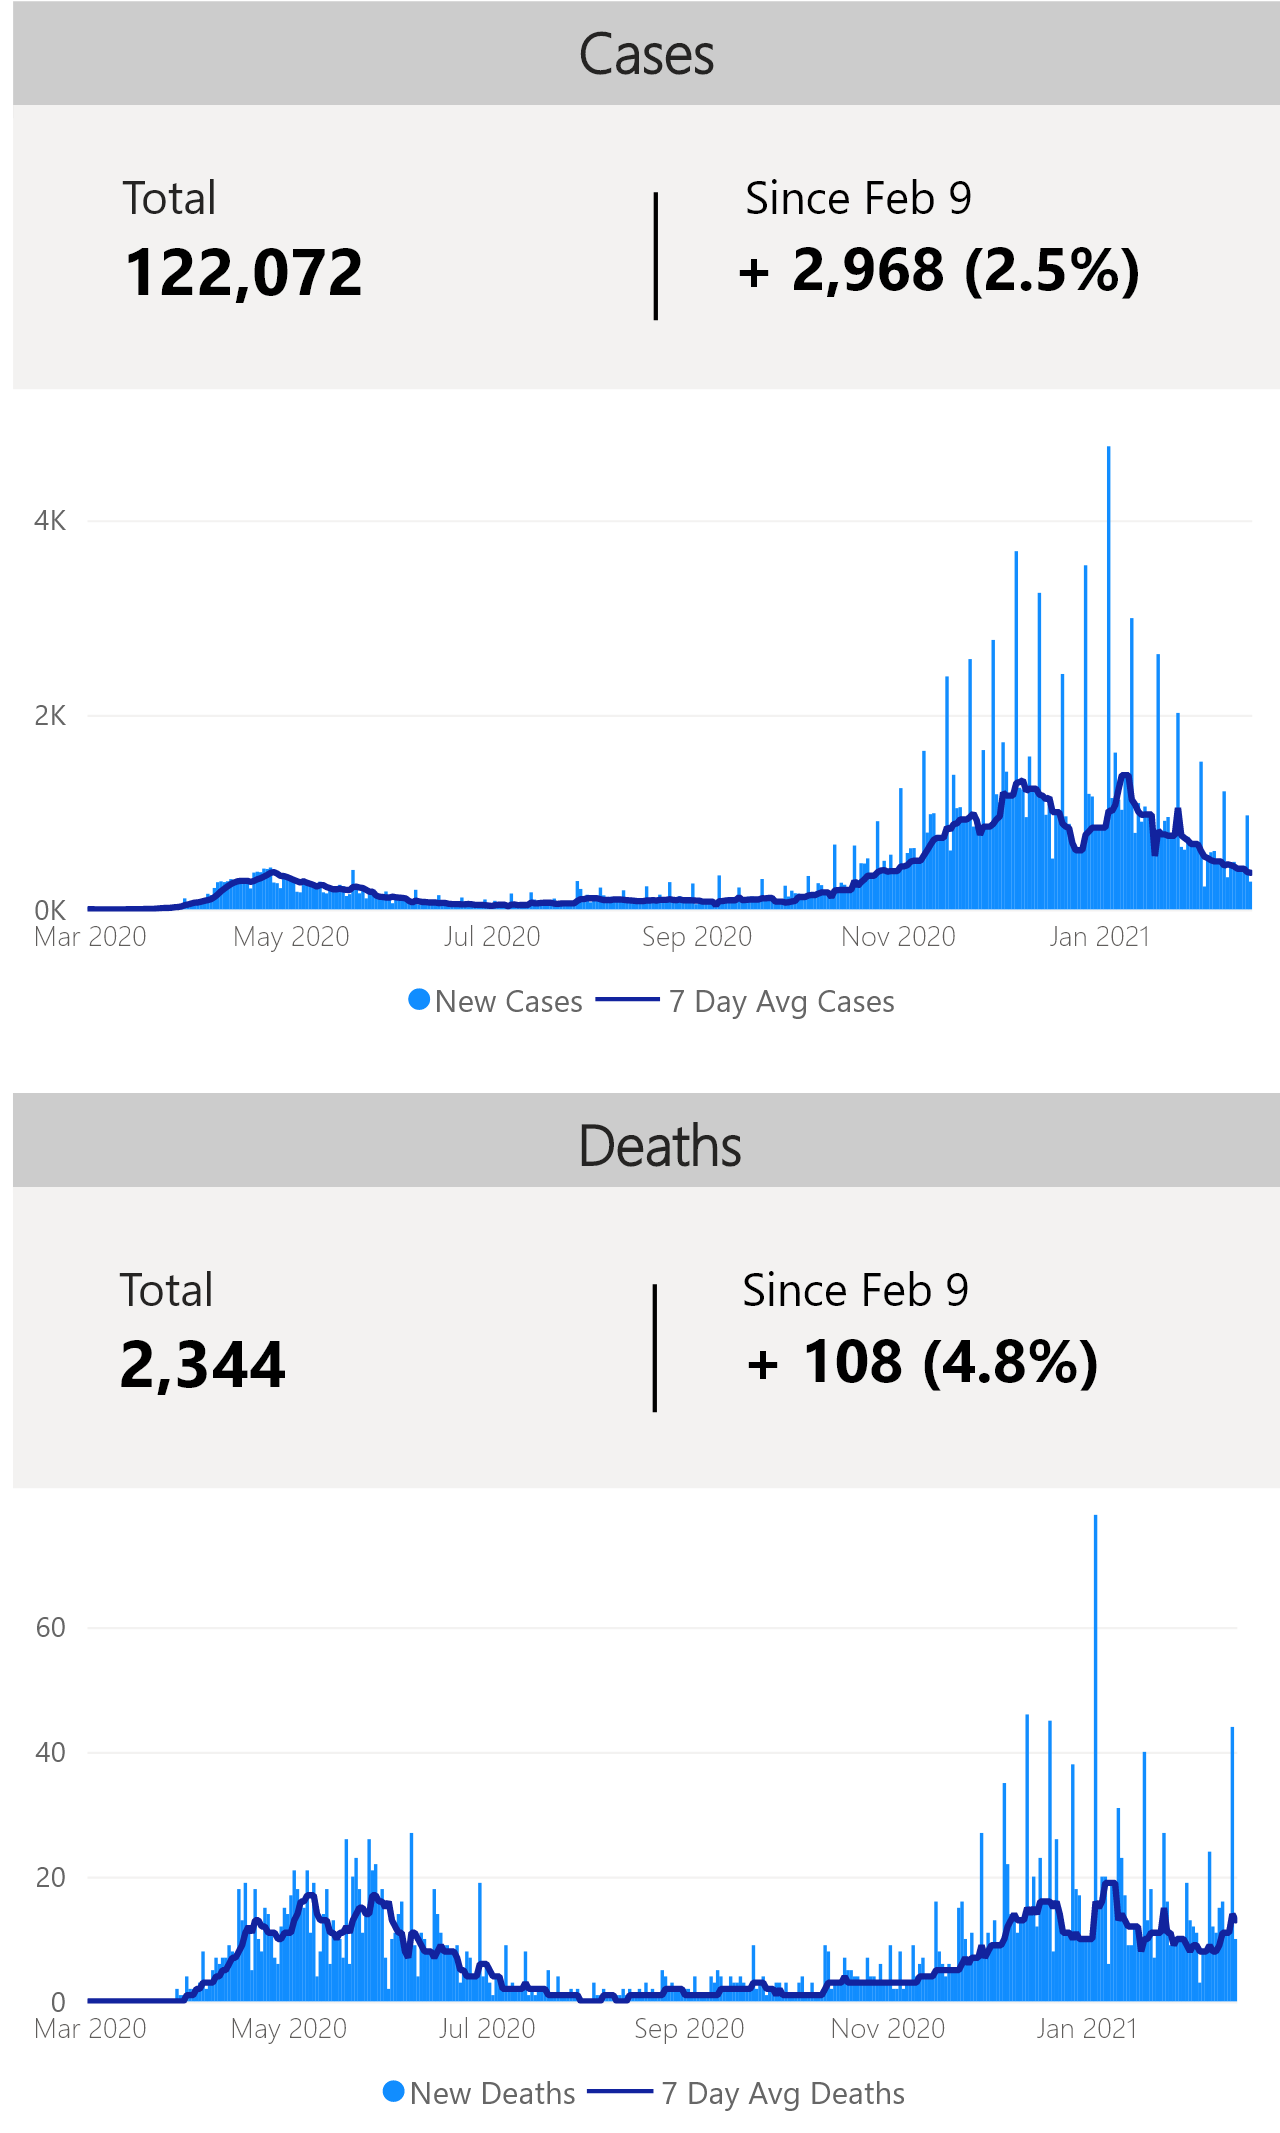 Cases
Total
122,072
Since Feb 9
+ 2,968 (2.5%)
4K
2K
0K
Mar 2020 May 2020 Jul 2020 Sep 2020 Nov 2020 Jan 2021
New Cases 7 Day Avg Cases
Deaths
Total
2,344
Since Feb 9
+ 108 (4.8%)
60
40
20
0
Mar 2020 May 2020 Jul 2020 Sep 2020 Nov 2020 Jan 2021
New Deaths 7 Day Avg Deaths